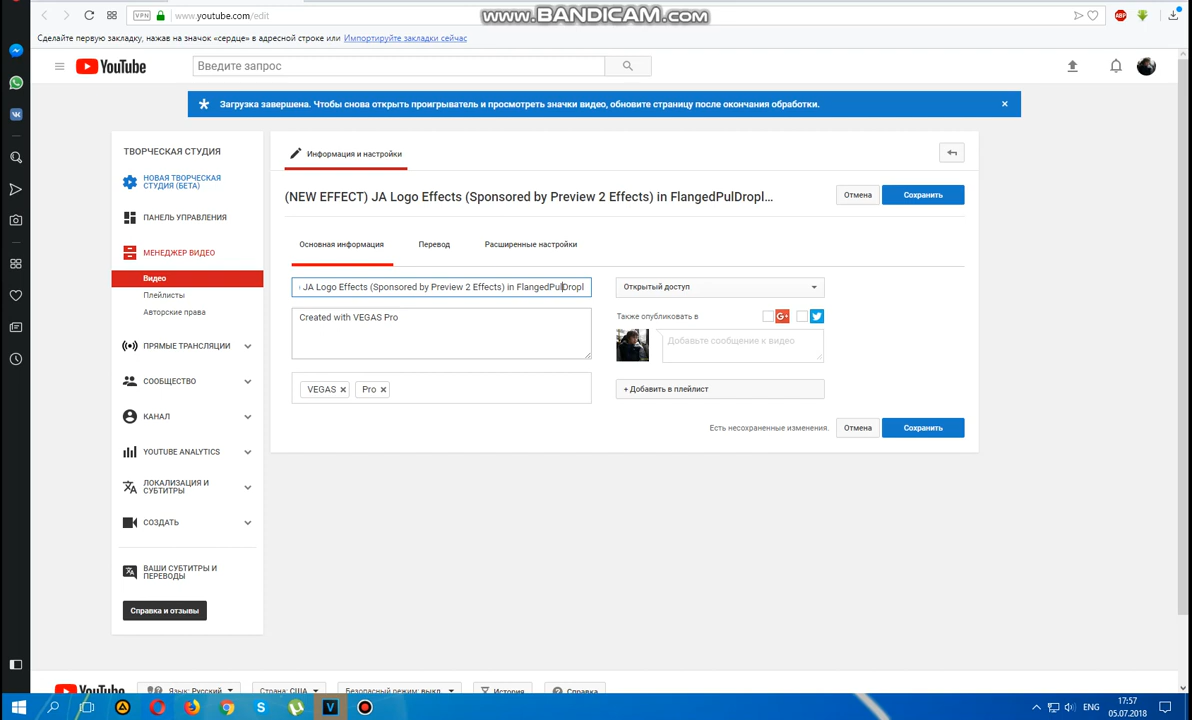 www.BANDICAM.com
VPN www.youtube.com/edit ABP
Сделайте первую закладку, нажав на значок «сердце» в адресной строке или Импортируйте закладки сейчас
YouTube Введите запрос
Загрузка завершена. Чтобы снова открыть проигрыватель и просмотреть значки видео, обновите страницу после окончания обработки. ×
ТВОРЧЕСКАЯ СТУДИЯ
НОВАЯ ТВОРЧЕСКАЯ
СТУДИЯ (БЕТА)
ПАНЕЛЬ УПРАВЛЕНИЯ
МЕНЕДЖЕР ВИДЕО
Видео
Плейлисты
Авторские права
ПРЯМЫЕ ТРАНСЛЯЦИИ
СООБЩЕСТВО
КАНАЛ
YOUTUBE ANALYTICS
ЛОКАЛИЗАЦИЯ И
СУБТИТРЫ
СОЗДАТЬ
ВАШИ СУБТИТРЫ И
ПЕРЕВОДЫ
Справка и отзывы
Информация и настройки
(NEW EFFECT) JA Logo Effects (Sponsored by Preview 2 Effects) in FlangedPulDropl...
Отмена Сохранить
Основная информация Перевод Расширенные настройки
JA Logo Effects (Sponsored by Preview 2 Effects) in FlangedPulDropl
Created with VEGAS Pro
VEGAS × Pro ×
Открытый доступ
Также опубликовать в G+
Добавьте сообщение к видео
+ Добавить в плейлист
Есть несохраненные изменения. Отмена Сохранить
YouTube Язык: Русский Страна: США Безопасный режим: выкл. История Справка
ENG
17:57
05.07.2018